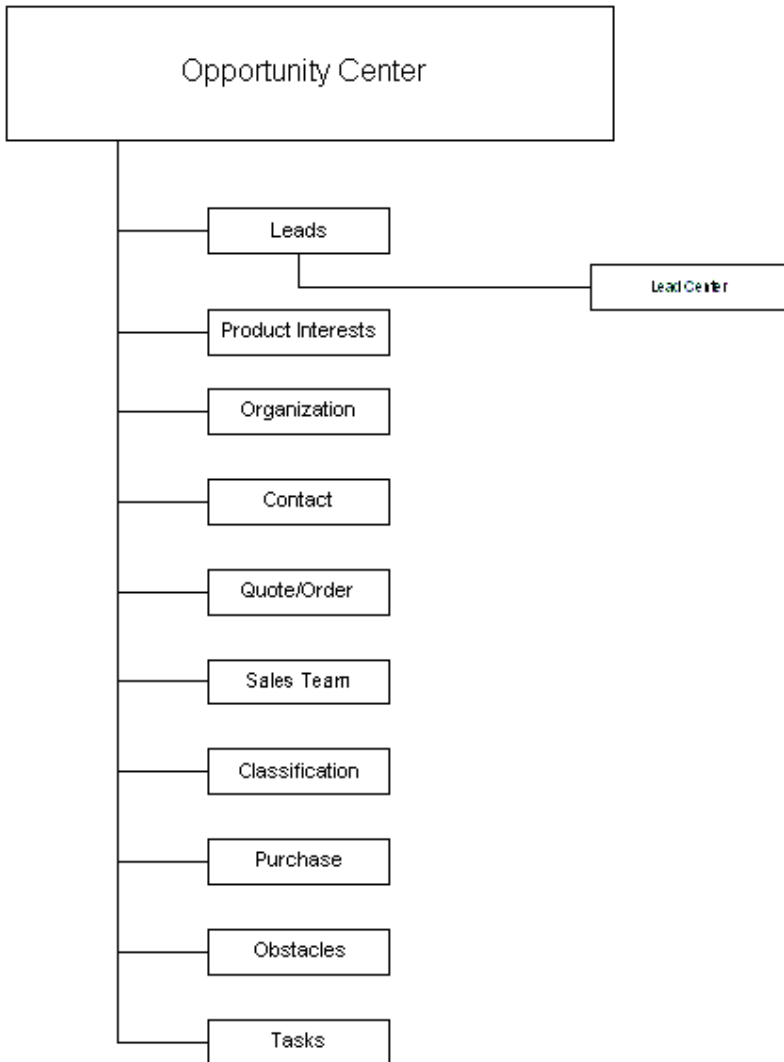 Opportunity Center
Leads
Lead Center
Product Interests
Organization
Contact
Quote/Order
Sales Team
Classification
Purchase
Obstacles
Tasks